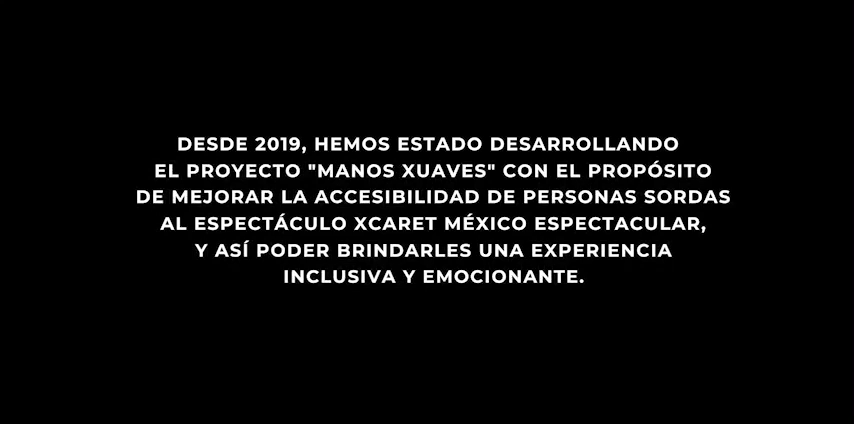 DESDE 2019, HEMOS ESTADO DESARROLLANDO
EL PROYECTO "MANOS XUAVES" CON EL PROPÓSITO
DE MEJORAR LA ACCESIBILIDAD DE PERSONAS SORDAS
AL ESPECTÁCULO XCARET MÉXICO ESPECTACULAR,
Y ASÍ PODER BRINDARLES UNA EXPERIENCIA
INCLUSIVA Y EMOCIONANTE.